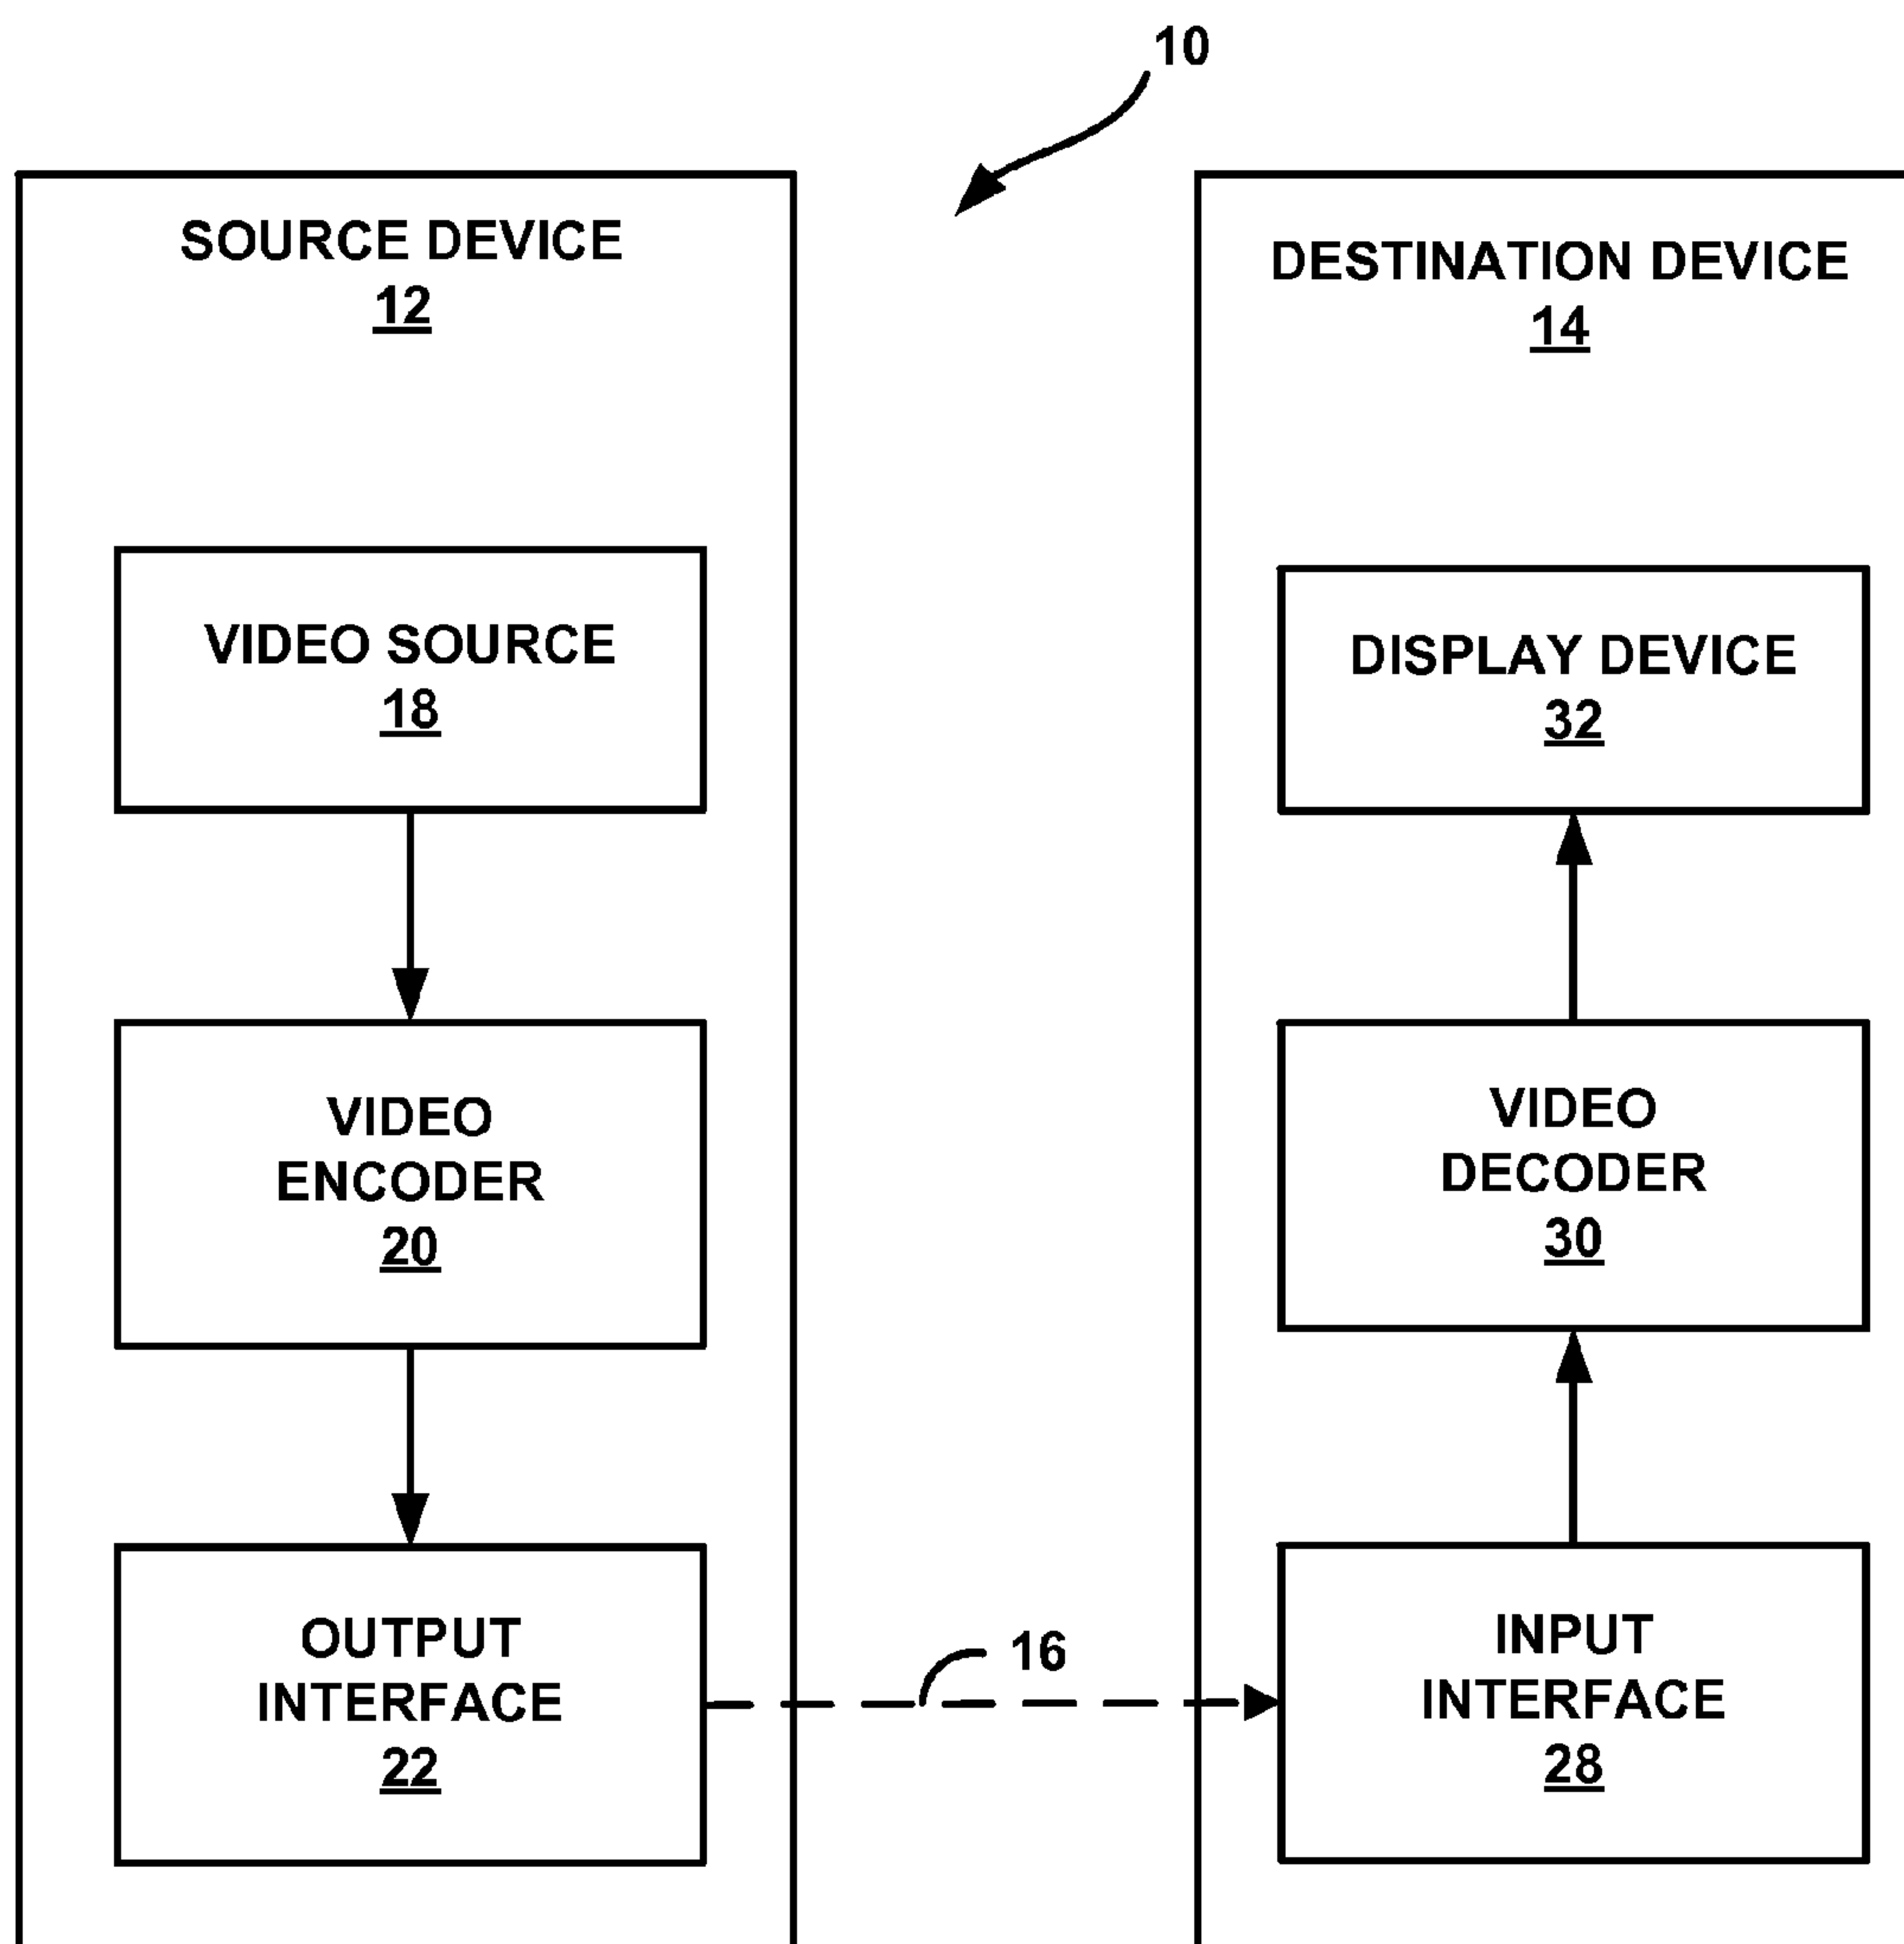 10
SOURCE DEVICE
12
VIDEO SOURCE
18
VIDEO
ENCODER
20
OUTPUT
INTERFACE
22
16
DESTINATION DEVICE
14
DISPLAY DEVICE
32
VIDEO
DECODER
30
INPUT
INTERFACE
28